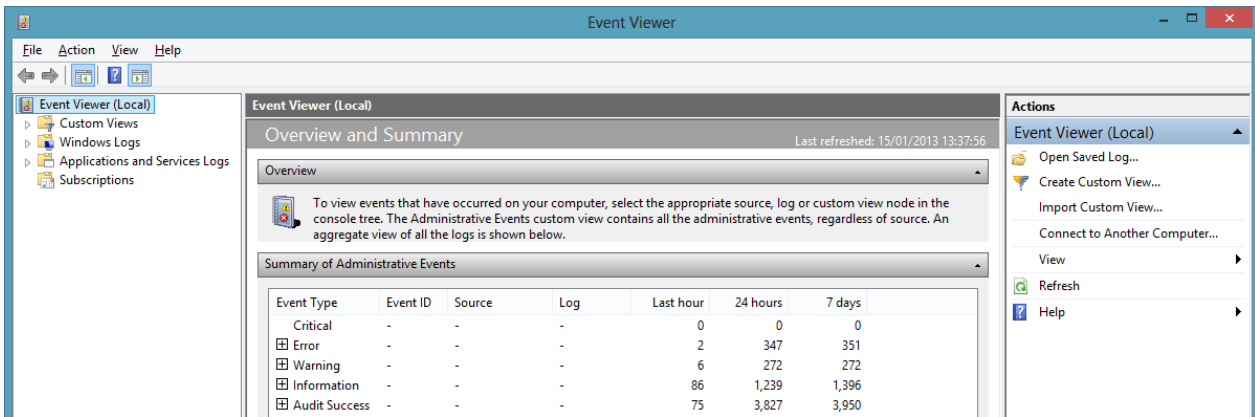 Event Viewer
File Action View Help
Event Viewer (Local)
Custom Views
Windows Logs
Applications and Services Logs
Subscriptions
Event Viewer (Local)
Overview and Summary Last refreshed: 15/01/2013 13:37:56
Overview
To view events that have occurred on your computer, select the appropriate source, log or custom view node in the
console tree. The Administrative Events custom view contains all the administrative events, regardless of source. An
aggregate view of all the logs is shown below.
Summary of Administrative Events
Event Type Event ID Source Log Last hour 24 hours 7 days
Critical - - - 0 0 0
Error - - - 2 347 351
Warning - - - 6 272 272
Information - - - 86 1,239 1,396
Audit Success - - - 75 3,827 3,950
Actions
Event Viewer (Local)
Open Saved Log...
Create Custom View...
Import Custom View...
Connect to Another Computer...
View
Refresh
Help